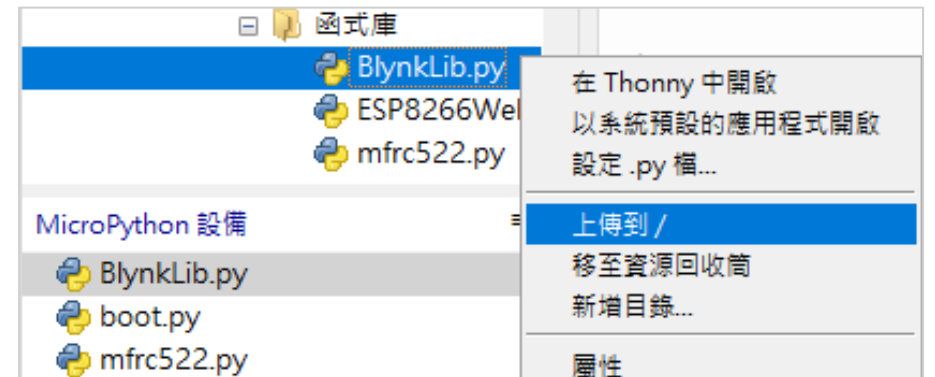 函式庫
BlynkLib.py
ESP8266We
mfrc522.py
在 Thonny 中開啟
以系統預設的應用程式開啟
設定 .py 檔...
上傳到 /
移至資源回收筒
新增目錄...
屬性
MicroPython 設備
BlynkLib.py
boot.py
mfrc522.py